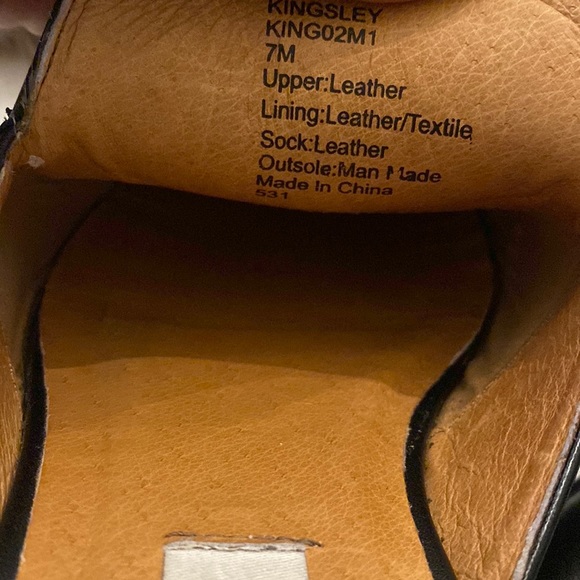 KINGSLEY
KING02M1
7M
Upper:Leather
Lining:Leather/Textile
Sock:Leather
Outsole:Man Made
Made In China
531